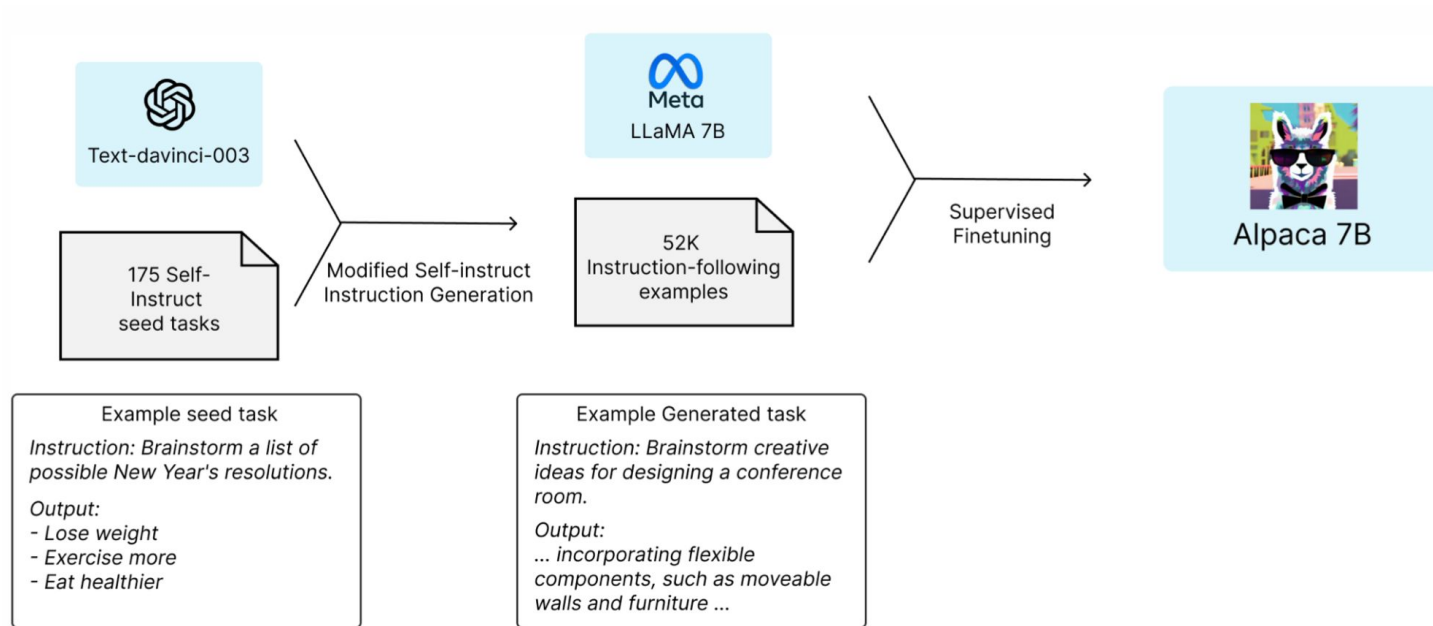 Text-davinci-003
175 Self-
Instruct
seed tasks
Modified Self-instruct
Instruction Generation
Meta
LLaMA 7B
52K
Instruction-following
examples
Supervised
Finetuning
Alpaca 7B
Example seed task
Instruction: Brainstorm a list of
possible New Year's resolutions.
Output:
- Lose weight
- Exercise more
- Eat healthier
Example Generated task
Instruction: Brainstorm creative
ideas for designing a conference
room.
Output:
... incorporating flexible
components, such as moveable
walls and furniture ...